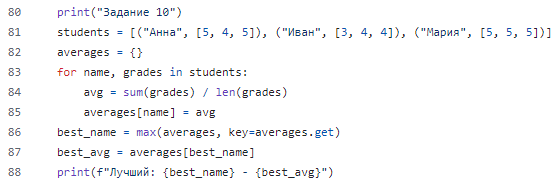 80 print("Задание 10")
81 students = [("Анна", [5, 4, 5]), ("Иван", [3, 4, 4]), ("Мария", [5, 5, 5])]
82 averages = {}
83 for name, grades in students:
84     avg = sum(grades) / len(grades)
85     averages[name] = avg
86 best_name = max(averages, key=averages.get)
87 best_avg = averages[best_name]
88 print(f"Лучший: {best_name} - {best_avg}")